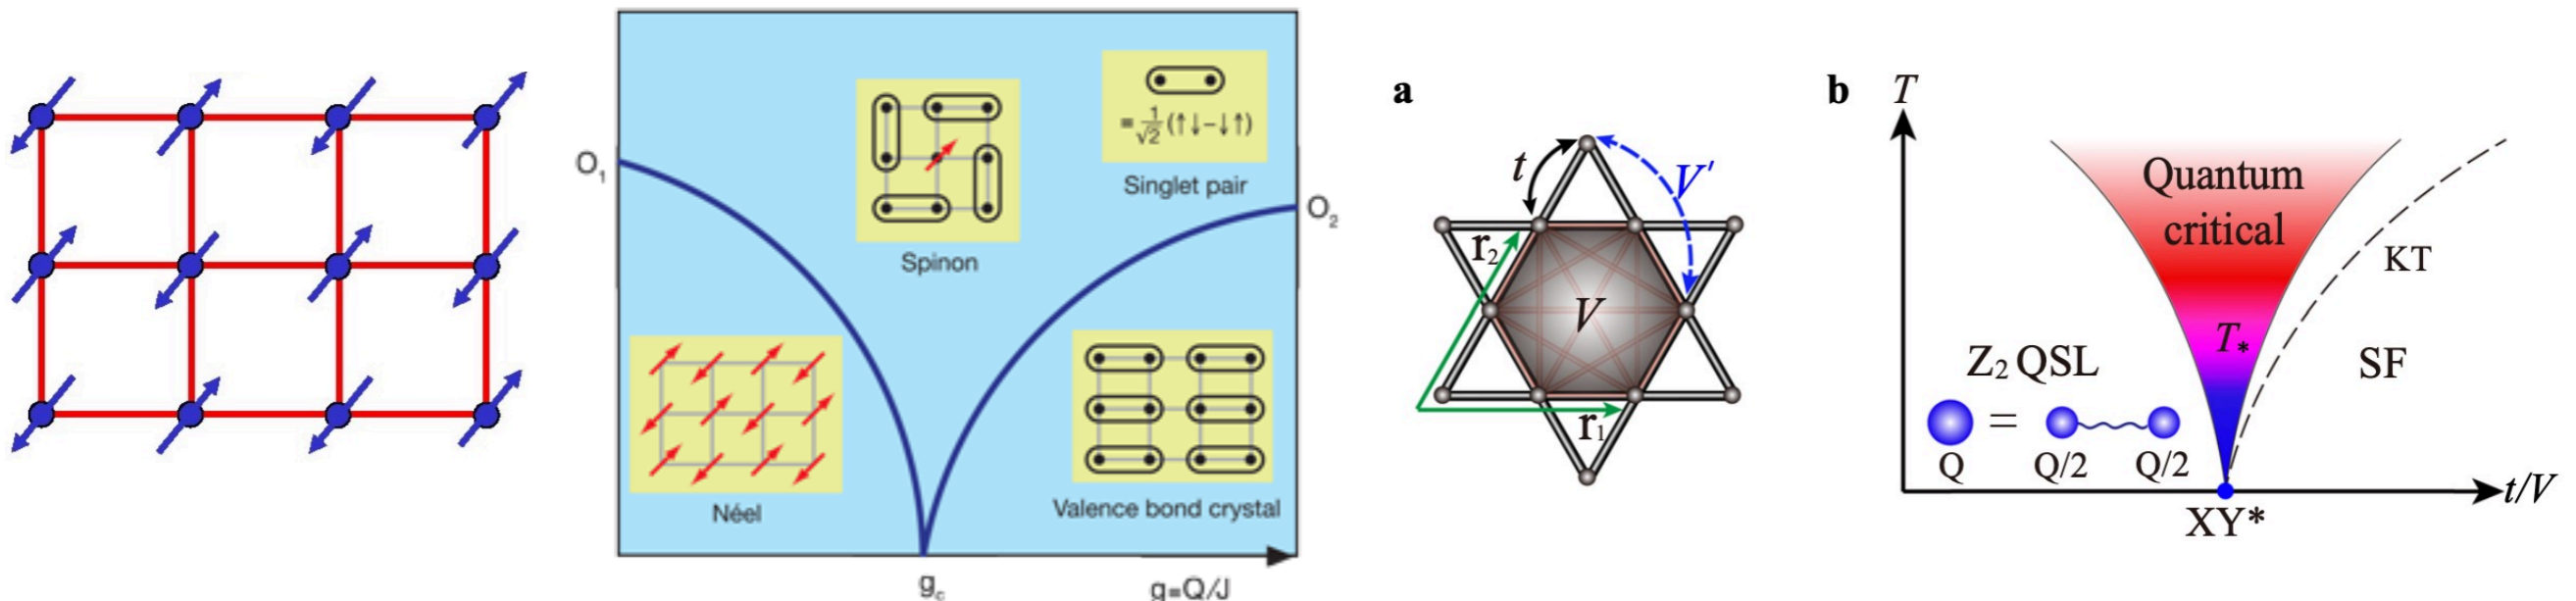 O₁
Spinon
= 1/√2 (↑↓−↓↑)
Singlet pair
O₂
Néel
Valence bond crystal
g꜀
g=Q/J
a
t
V'
r₂
V
r₁
b
T
Quantum
critical
KT
T*
Z₂ QSL
SF
Q = Q/2 Q/2
t/V
XY*